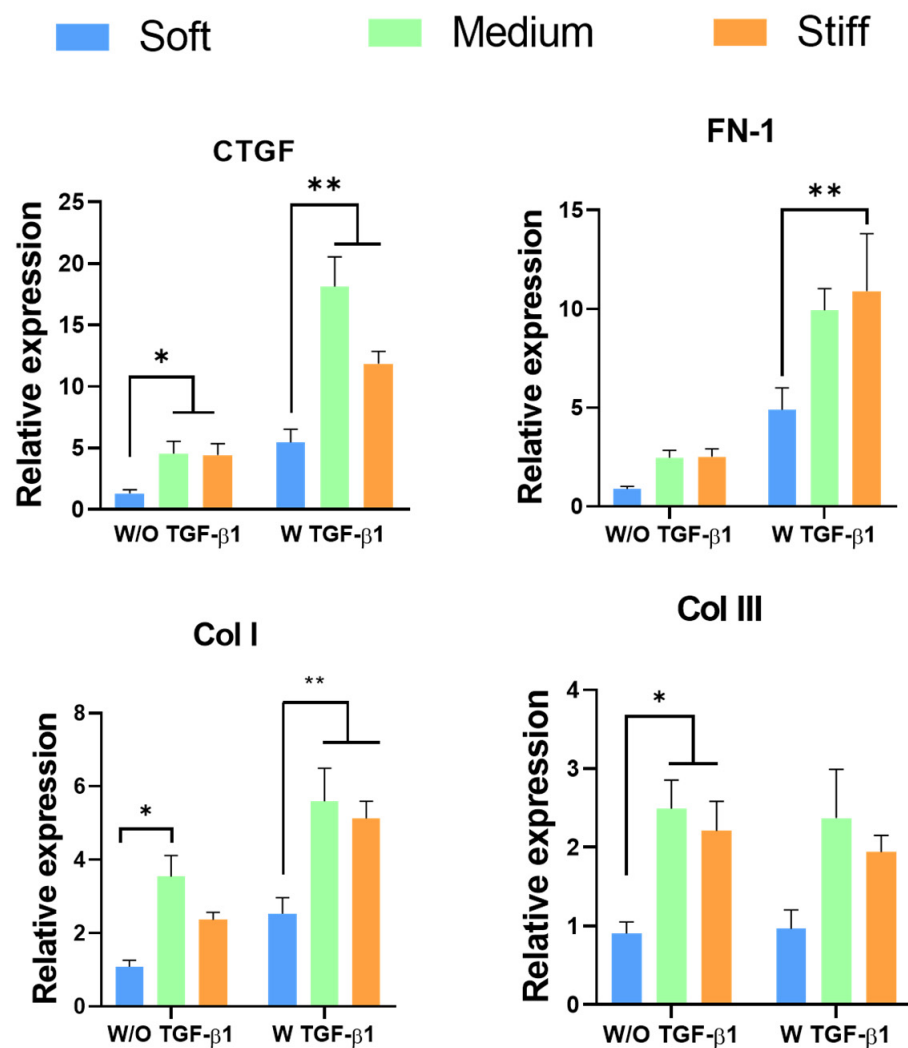 Soft Medium Stiff
CTGF
Relative expression
25
20
15
10
5
0
*
**
W/O TGF-β1 W TGF-β1
FN-1
Relative expression
15
10
5
0
**
W/O TGF-β1 W TGF-β1
Col I
Relative expression
8
6
4
2
0
*
**
W/O TGF-β1 W TGF-β1
Col III
Relative expression
4
3
2
1
0
*
W/O TGF-β1 W TGF-β1